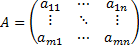 A = ( a11 ⋯ a1n
⋮ ⋱ ⋮
am1 ⋯ amn )